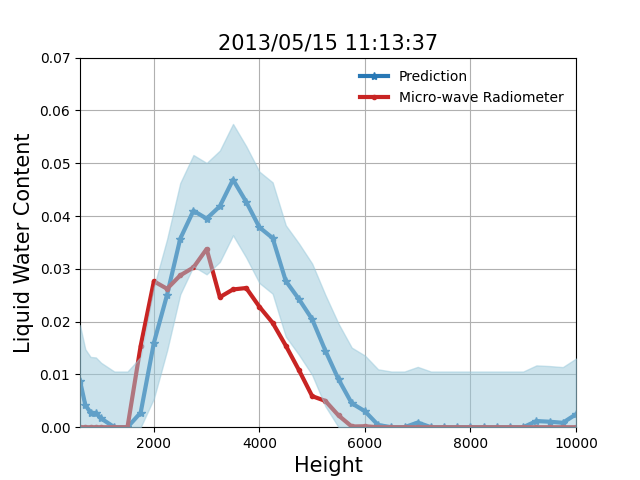 2013/05/15 11:13:37
Prediction
Micro-wave Radiometer
Liquid Water Content
0.07
0.06
0.05
0.04
0.03
0.02
0.01
0.00
2000 4000 6000 8000 10000
Height